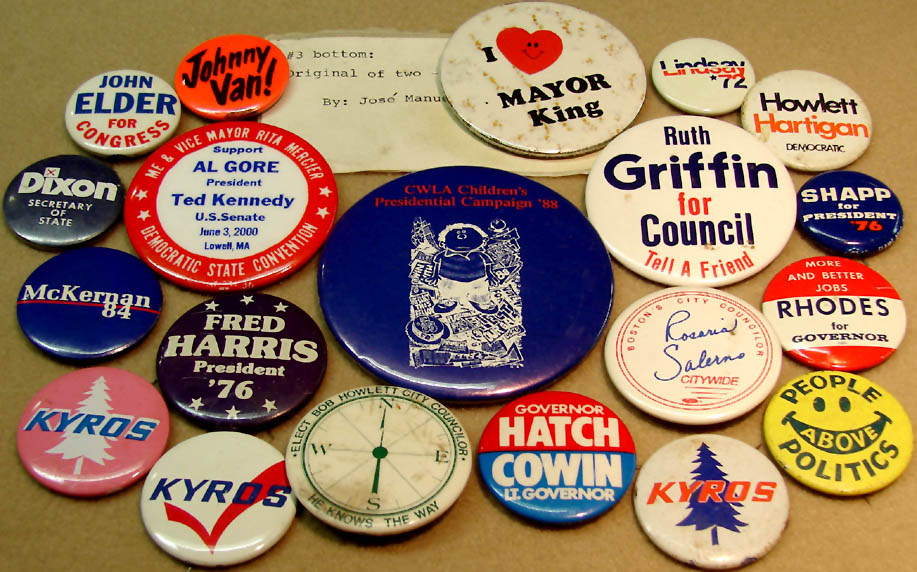 #3 bottom:
Original of two -
By: José Manue
JOHN
ELDER
FOR
CONGRESS
Johnny
Van!
I
MAYOR
King
Lindsay
'72
Howlett
Hartigan
DEMOCRATIC
Dixon
SECRETARY
OF
STATE
ME & VICE MAYOR RITA MERCIER
Support
AL GORE
President
Ted Kennedy
U.S. Senate
June 3, 2000
Lowell, MA
DEMOCRATIC STATE CONVENTION
CWLA Children's
Presidential Campaign '88
Ruth
Griffin
for
Council
Tell A Friend
SHAPP
for
PRESIDENT
'76
McKernan
84
FRED
HARRIS
President
'76
BOSTON'S CITY COUNCILOR
Rosaria
Salerno
CITYWIDE
MORE
AND BETTER
JOBS
RHODES
for
GOVERNOR
KYROS
KYROS
ELECT BOB HOWLETT CITY COUNCILOR
N
W
E
S
HE KNOWS THE WAY
GOVERNOR
HATCH
COWIN
LT. GOVERNOR
KYROS
PEOPLE
ABOVE
POLITICS